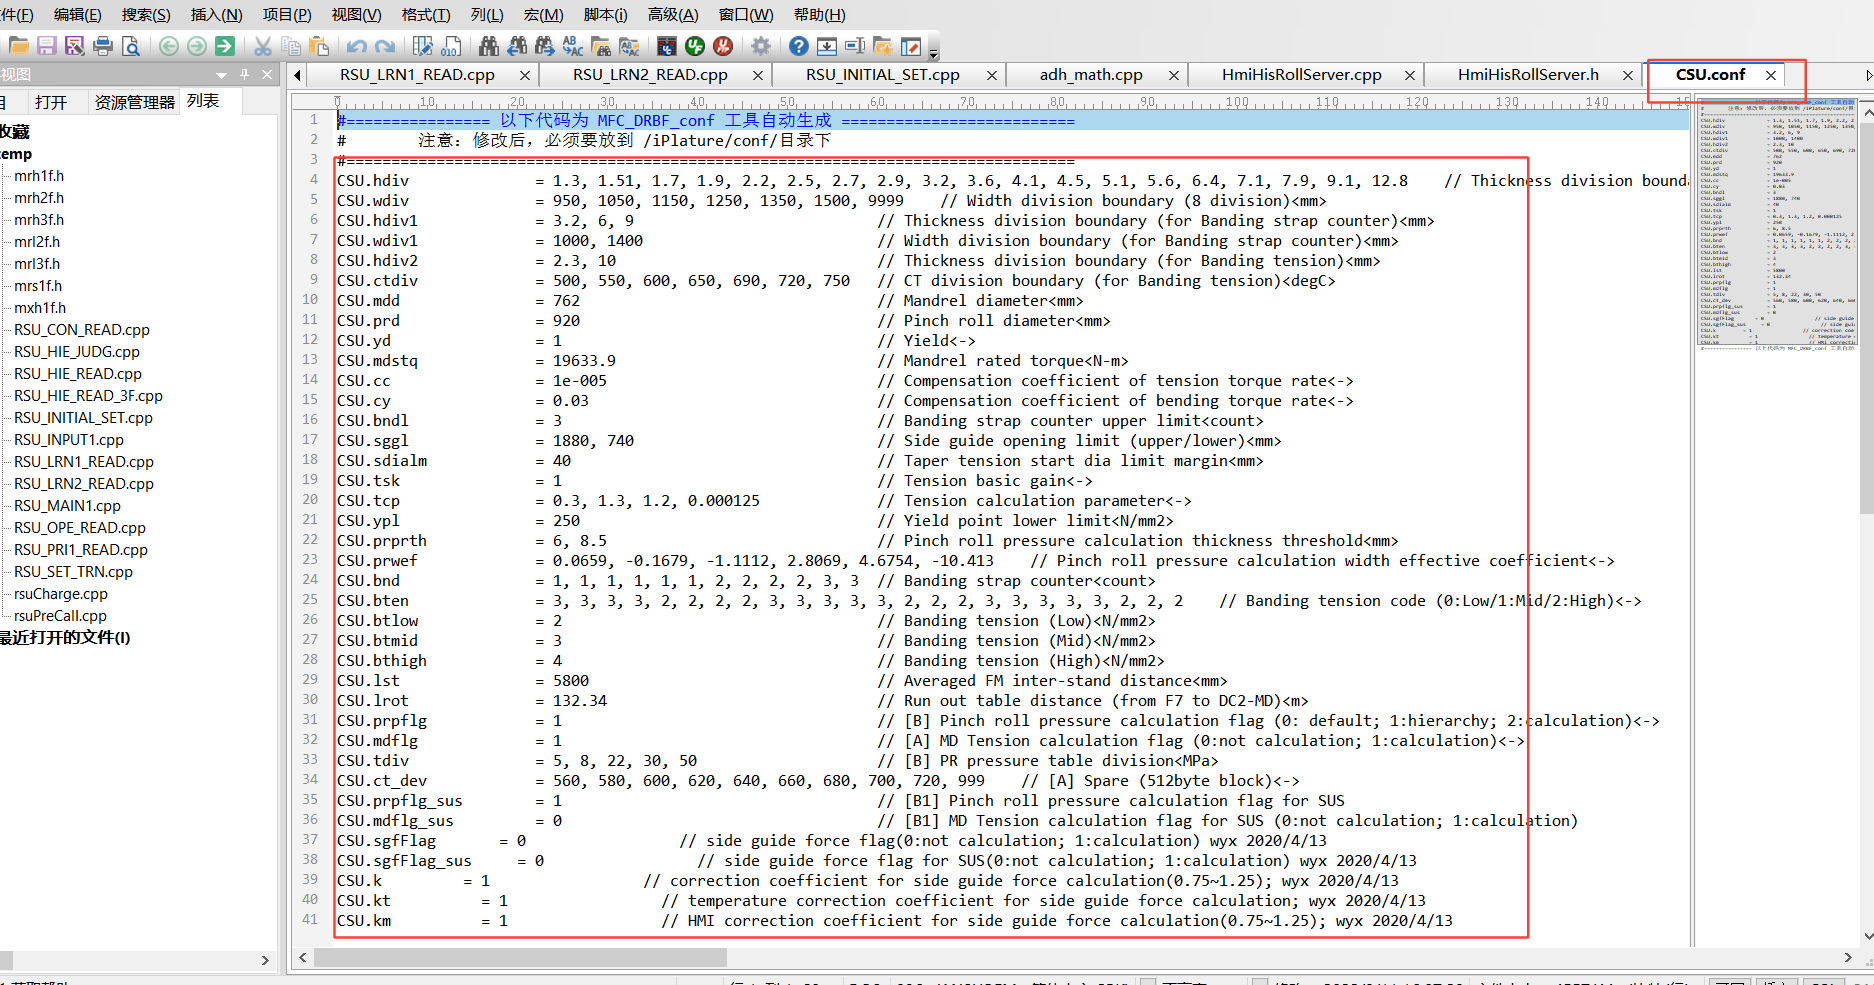 件(F) 编辑(E) 搜索(S) 插入(N) 项目(P) 视图(V) 格式(T) 列(L) 宏(M) 脚本(i) 高级(A) 窗口(W) 帮助(H)
视图
打开 资源管理器 列表
RSU_LRN1_READ.cpp RSU_LRN2_READ.cpp RSU_INITIAL_SET.cpp adh_math.cpp HmiHisRollServer.cpp HmiHisRollServer.h CSU.conf
收藏
temp
mrh1f.h
mrh2f.h
mrh3f.h
mrl2f.h
mrl3f.h
mrs1f.h
mxh1f.h
RSU_CON_READ.cpp
RSU_HIE_JUDG.cpp
RSU_HIE_READ.cpp
RSU_HIE_READ_3F.cpp
RSU_INITIAL_SET.cpp
RSU_INPUT1.cpp
RSU_LRN1_READ.cpp
RSU_LRN2_READ.cpp
RSU_MAIN1.cpp
RSU_OPE_READ.cpp
RSU_PRI1_READ.cpp
RSU_SET_TRN.cpp
rsuCharge.cpp
rsuPreCall.cpp
最近打开的文件(I)
0 10 20 30 40 50 60 70 80 90 100 110 120 130 140
1 #================ 以下代码为 MFC_DRBF_conf 工具自动生成 ==========================
2 # 注意: 修改后, 必须要放到 /iPlature/conf/目录下
3 #=================================================================================
4 CSU.hdiv = 1.3, 1.51, 1.7, 1.9, 2.2, 2.5, 2.7, 2.9, 3.2, 3.6, 4.1, 4.5, 5.1, 5.6, 6.4, 7.1, 7.9, 9.1, 12.8 // Thickness division bounda
5 CSU.wdiv = 950, 1050, 1150, 1250, 1350, 1500, 9999 // Width division boundary (8 division)<mm>
6 CSU.hdiv1 = 3.2, 6, 9 // Thickness division boundary (for Banding strap counter)<mm>
7 CSU.wdiv1 = 1000, 1400 // Width division boundary (for Banding strap counter)<mm>
8 CSU.hdiv2 = 2.3, 10 // Thickness division boundary (for Banding tension)<mm>
9 CSU.ctdiv = 500, 550, 600, 650, 690, 720, 750 // CT division boundary (for Banding tension)<degC>
10 CSU.mdd = 762 // Mandrel diameter<mm>
11 CSU.prd = 920 // Pinch roll diameter<mm>
12 CSU.yd = 1 // Yield<->
13 CSU.mdstq = 19633.9 // Mandrel rated torque<N-m>
14 CSU.cc = 1e-005 // Compensation coefficient of tension torque rate<->
15 CSU.cy = 0.03 // Compensation coefficient of bending torque rate<->
16 CSU.bndl = 3 // Banding strap counter upper limit<count>
17 CSU.sggl = 1880, 740 // Side guide opening limit (upper/lower)<mm>
18 CSU.sdialm = 40 // Taper tension start dia limit margin<mm>
19 CSU.tsk = 1 // Tension basic gain<->
20 CSU.tcp = 0.3, 1.3, 1.2, 0.000125 // Tension calculation parameter<->
21 CSU.ypl = 250 // Yield point lower limit<N/mm2>
22 CSU.prprth = 6, 8.5 // Pinch roll pressure calculation thickness threshold<mm>
23 CSU.prwef = 0.0659, -0.1679, -1.1112, 2.8069, 4.6754, -10.413 // Pinch roll pressure calculation width effective coefficient<->
24 CSU.bnd = 1, 1, 1, 1, 1, 1, 2, 2, 2, 2, 3, 3 // Banding strap counter<count>
25 CSU.bten = 3, 3, 3, 3, 2, 2, 2, 2, 3, 3, 3, 3, 3, 2, 2, 2, 3, 3, 3, 3, 3, 2, 2, 2 // Banding tension code (0:Low/1:Mid/2:High)<->
26 CSU.btlow = 2 // Banding tension (Low)<N/mm2>
27 CSU.btmid = 3 // Banding tension (Mid)<N/mm2>
28 CSU.bthigh = 4 // Banding tension (High)<N/mm2>
29 CSU.lst = 5800 // Averaged FM inter-stand distance<mm>
30 CSU.lrot = 132.34 // Run out table distance (from F7 to DC2-MD)<m>
31 CSU.prpflg = 1 // [B] Pinch roll pressure calculation flag (0: default; 1:hierarchy; 2:calculation)<->
32 CSU.mdflg = 1 // [A] MD Tension calculation flag (0:not calculation; 1:calculation)<->
33 CSU.tdiv = 5, 8, 22, 30, 50 // [B] PR pressure table division<MPa>
34 CSU.ct_dev = 560, 580, 600, 620, 640, 660, 680, 700, 720, 999 // [A] Spare (512byte block)<->
35 CSU.prpflg_sus = 1 // [B1] Pinch roll pressure calculation flag for SUS
36 CSU.mdflg_sus = 0 // [B1] MD Tension calculation flag for SUS (0:not calculation; 1:calculation)
37 CSU.sgfFlag = 0 // side guide force flag(0:not calculation; 1:calculation) wyx 2020/4/13
38 CSU.sgfFlag_sus = 0 // side guide force flag for SUS(0:not calculation; 1:calculation) wyx 2020/4/13
39 CSU.k = 1 // correction coefficient for side guide force calculation(0.75~1.25); wyx 2020/4/13
40 CSU.kt = 1 // temperature correction coefficient for side guide force calculation; wyx 2020/4/13
41 CSU.km = 1 // HMI correction coefficient for side guide force calculation(0.75~1.25); wyx 2020/4/13